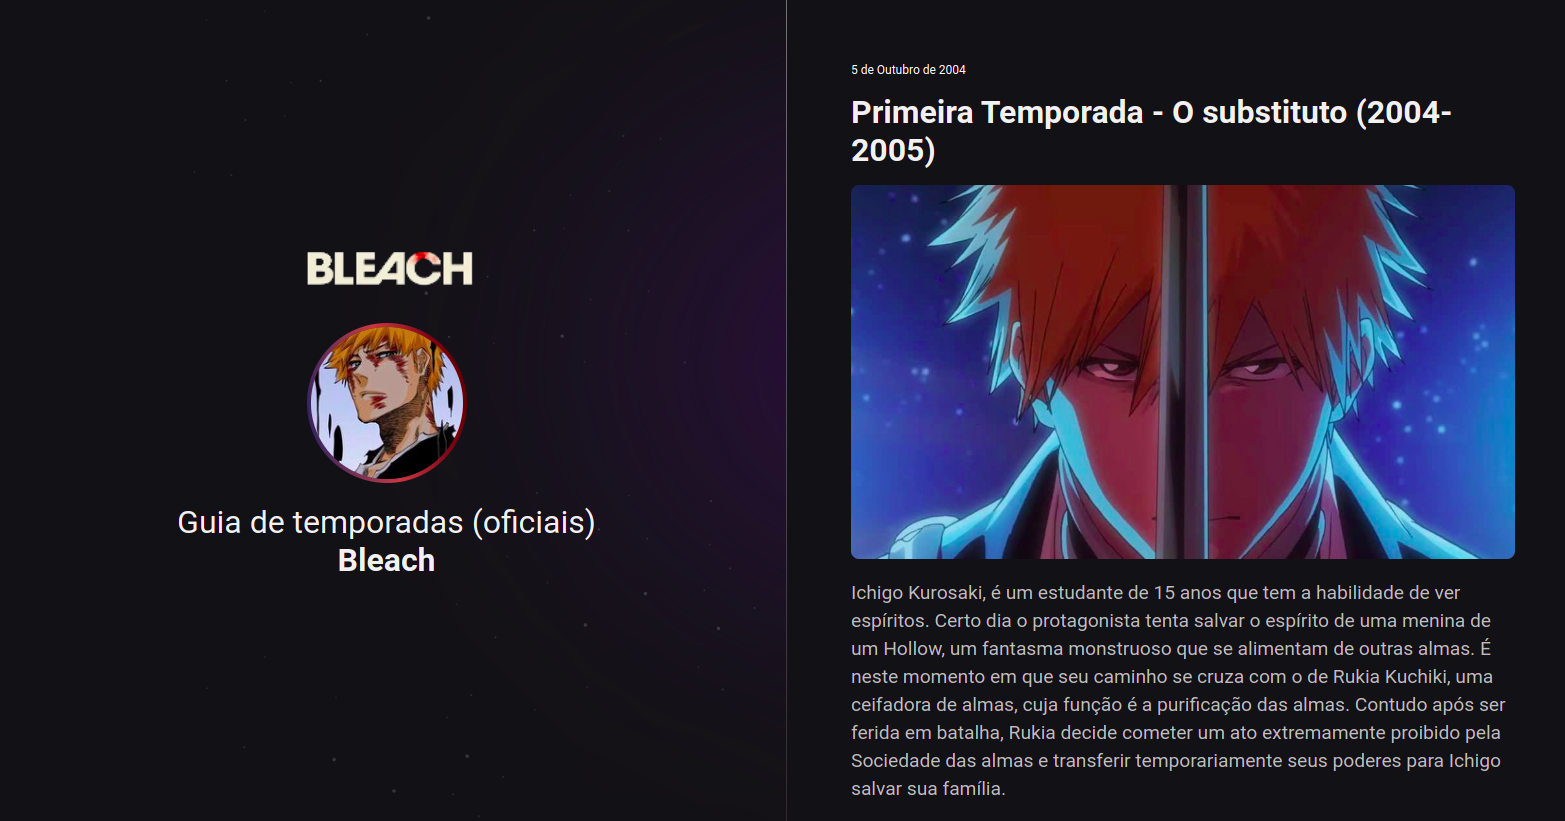 BLEACH
Guia de temporadas (oficiais)
Bleach
5 de Outubro de 2004
Primeira Temporada - O substituto (2004-
2005)
Ichigo Kurosaki, é um estudante de 15 anos que tem a habilidade de ver
espíritos. Certo dia o protagonista tenta salvar o espírito de uma menina de
um Hollow, um fantasma monstruoso que se alimentam de outras almas. É
neste momento em que seu caminho se cruza com o de Rukia Kuchiki, uma
ceifadora de almas, cuja função é a purificação das almas. Contudo após ser
ferida em batalha, Rukia decide cometer um ato extremamente proibido pela
Sociedade das almas e transferir temporariamente seus poderes para Ichigo
salvar sua família.